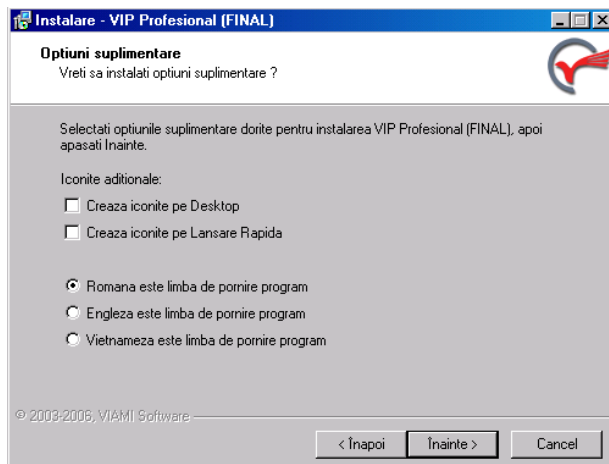 Instalare - VIP Profesional (FINAL)
Optiuni suplimentare
Vreti sa instalati optiuni suplimentare ?
Selectati optiunile suplimentare dorite pentru instalarea VIP Profesional (FINAL), apoi
apasati Inainte.
Iconite aditionale:
Creaza iconite pe Desktop
Creaza iconite pe Lansare Rapida
Romana este limba de pornire program
Engleza este limba de pornire program
Vietnameza este limba de pornire program
© 2003-2006, VIAMI Software
< Înapoi
Înainte >
Cancel